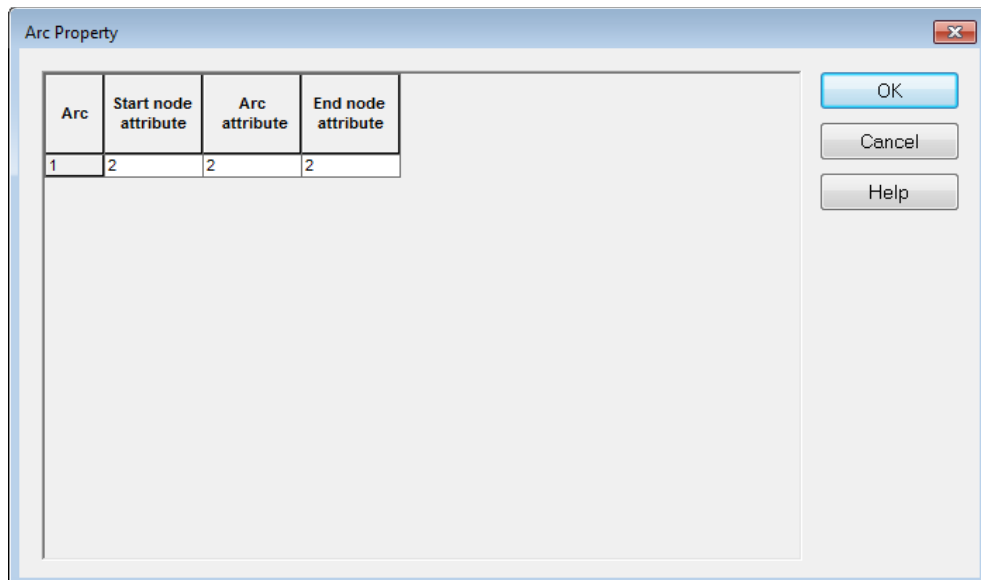 Arc Property
Arc Start node attribute Arc attribute End node attribute
1 2 2 2
OK
Cancel
Help